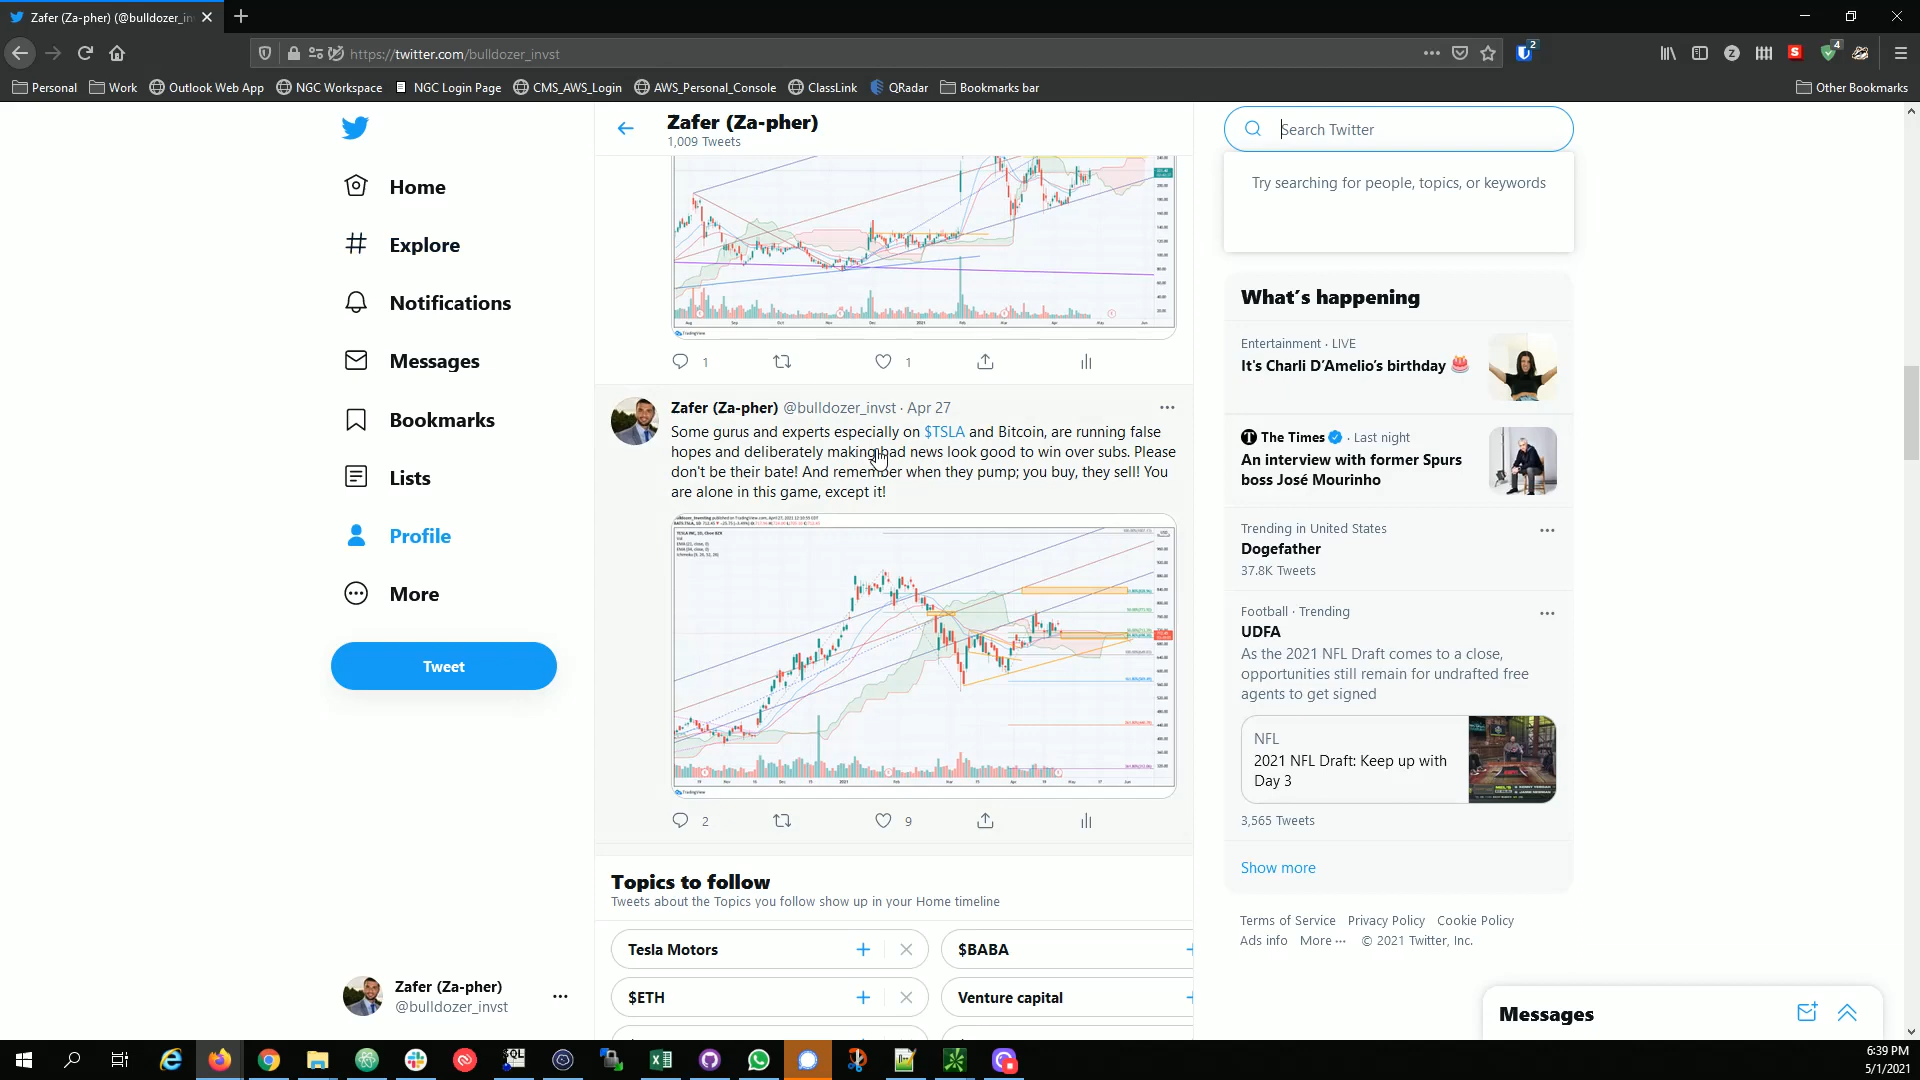 Zafer (Za-pher) (@bulldozer_in
https://twitter.com/bulldozer_invst
2
4
Personal
Work
Outlook Web App
NGC Workspace
NGC Login Page
CMS_AWS_Login
AWS_Personal_Console
ClassLink
QRadar
Bookmarks bar
Other Bookmarks
Home
Explore
Notifications
Messages
Bookmarks
Lists
Profile
More
Tweet
Zafer (Za-pher)
@bulldozer_invst
Zafer (Za-pher)
1,009 Tweets
TradingView
1
1
Zafer (Za-pher) @bulldozer_invst · Apr 27
Some gurus and experts especially on $TSLA and Bitcoin, are running false
hopes and deliberately making bad news look good to win over subs. Please
don't be their bate! And remember when they pump; you buy, they sell! You
are alone in this game, except it!
TradingView
2
9
Topics to follow
Tweets about the Topics you follow show up in your Home timeline
Tesla Motors
$BABA
$ETH
Venture capital
Search Twitter
Try searching for people, topics, or keywords
What's happening
Entertainment · LIVE
It's Charli D'Amelio's birthday
The Times · Last night
An interview with former Spurs
boss José Mourinho
Trending in United States
Dogefather
37.8K Tweets
Football · Trending
UDFA
As the 2021 NFL Draft comes to a close,
opportunities still remain for undrafted free
agents to get signed
NFL
2021 NFL Draft: Keep up with
Day 3
3,565 Tweets
Show more
Terms of Service Privacy Policy Cookie Policy
Ads info More ··· © 2021 Twitter, Inc.
Messages
6:39 PM
5/1/2021